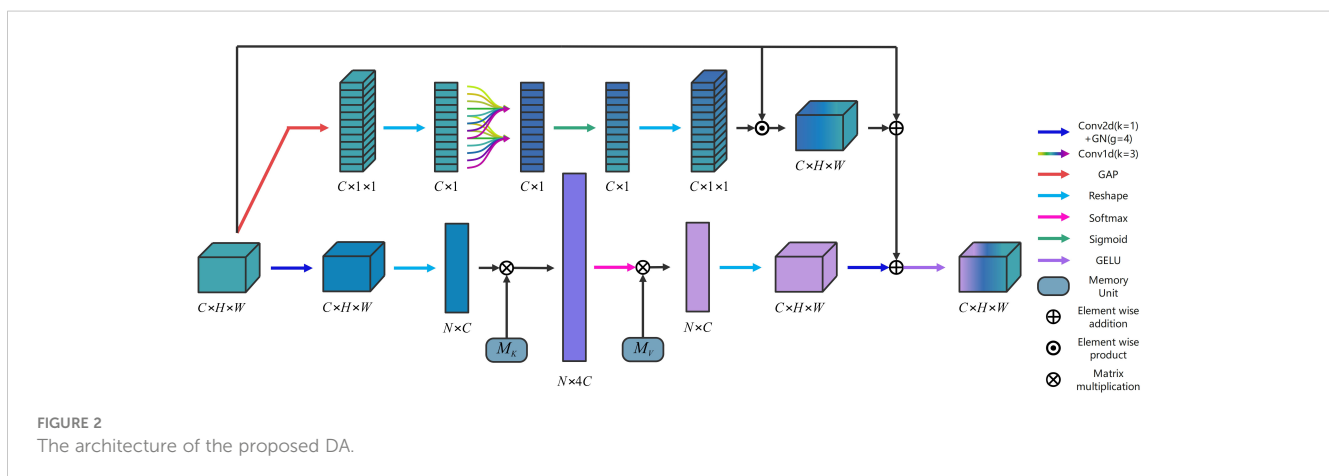 C×1×1
C×1
C×1
C×1
C×1×1
C×H×W
C×H×W
C×H×W
N×C
M_K
N×4C
M_V
N×C
C×H×W
C×H×W
Conv2d(k=1)
+GN(g=4)
Conv1d(k=3)
GAP
Reshape
Softmax
Sigmoid
GELU
Memory
Unit
Element wise
addition
Element wise
product
Matrix
multiplication
FIGURE 2
The architecture of the proposed DA.